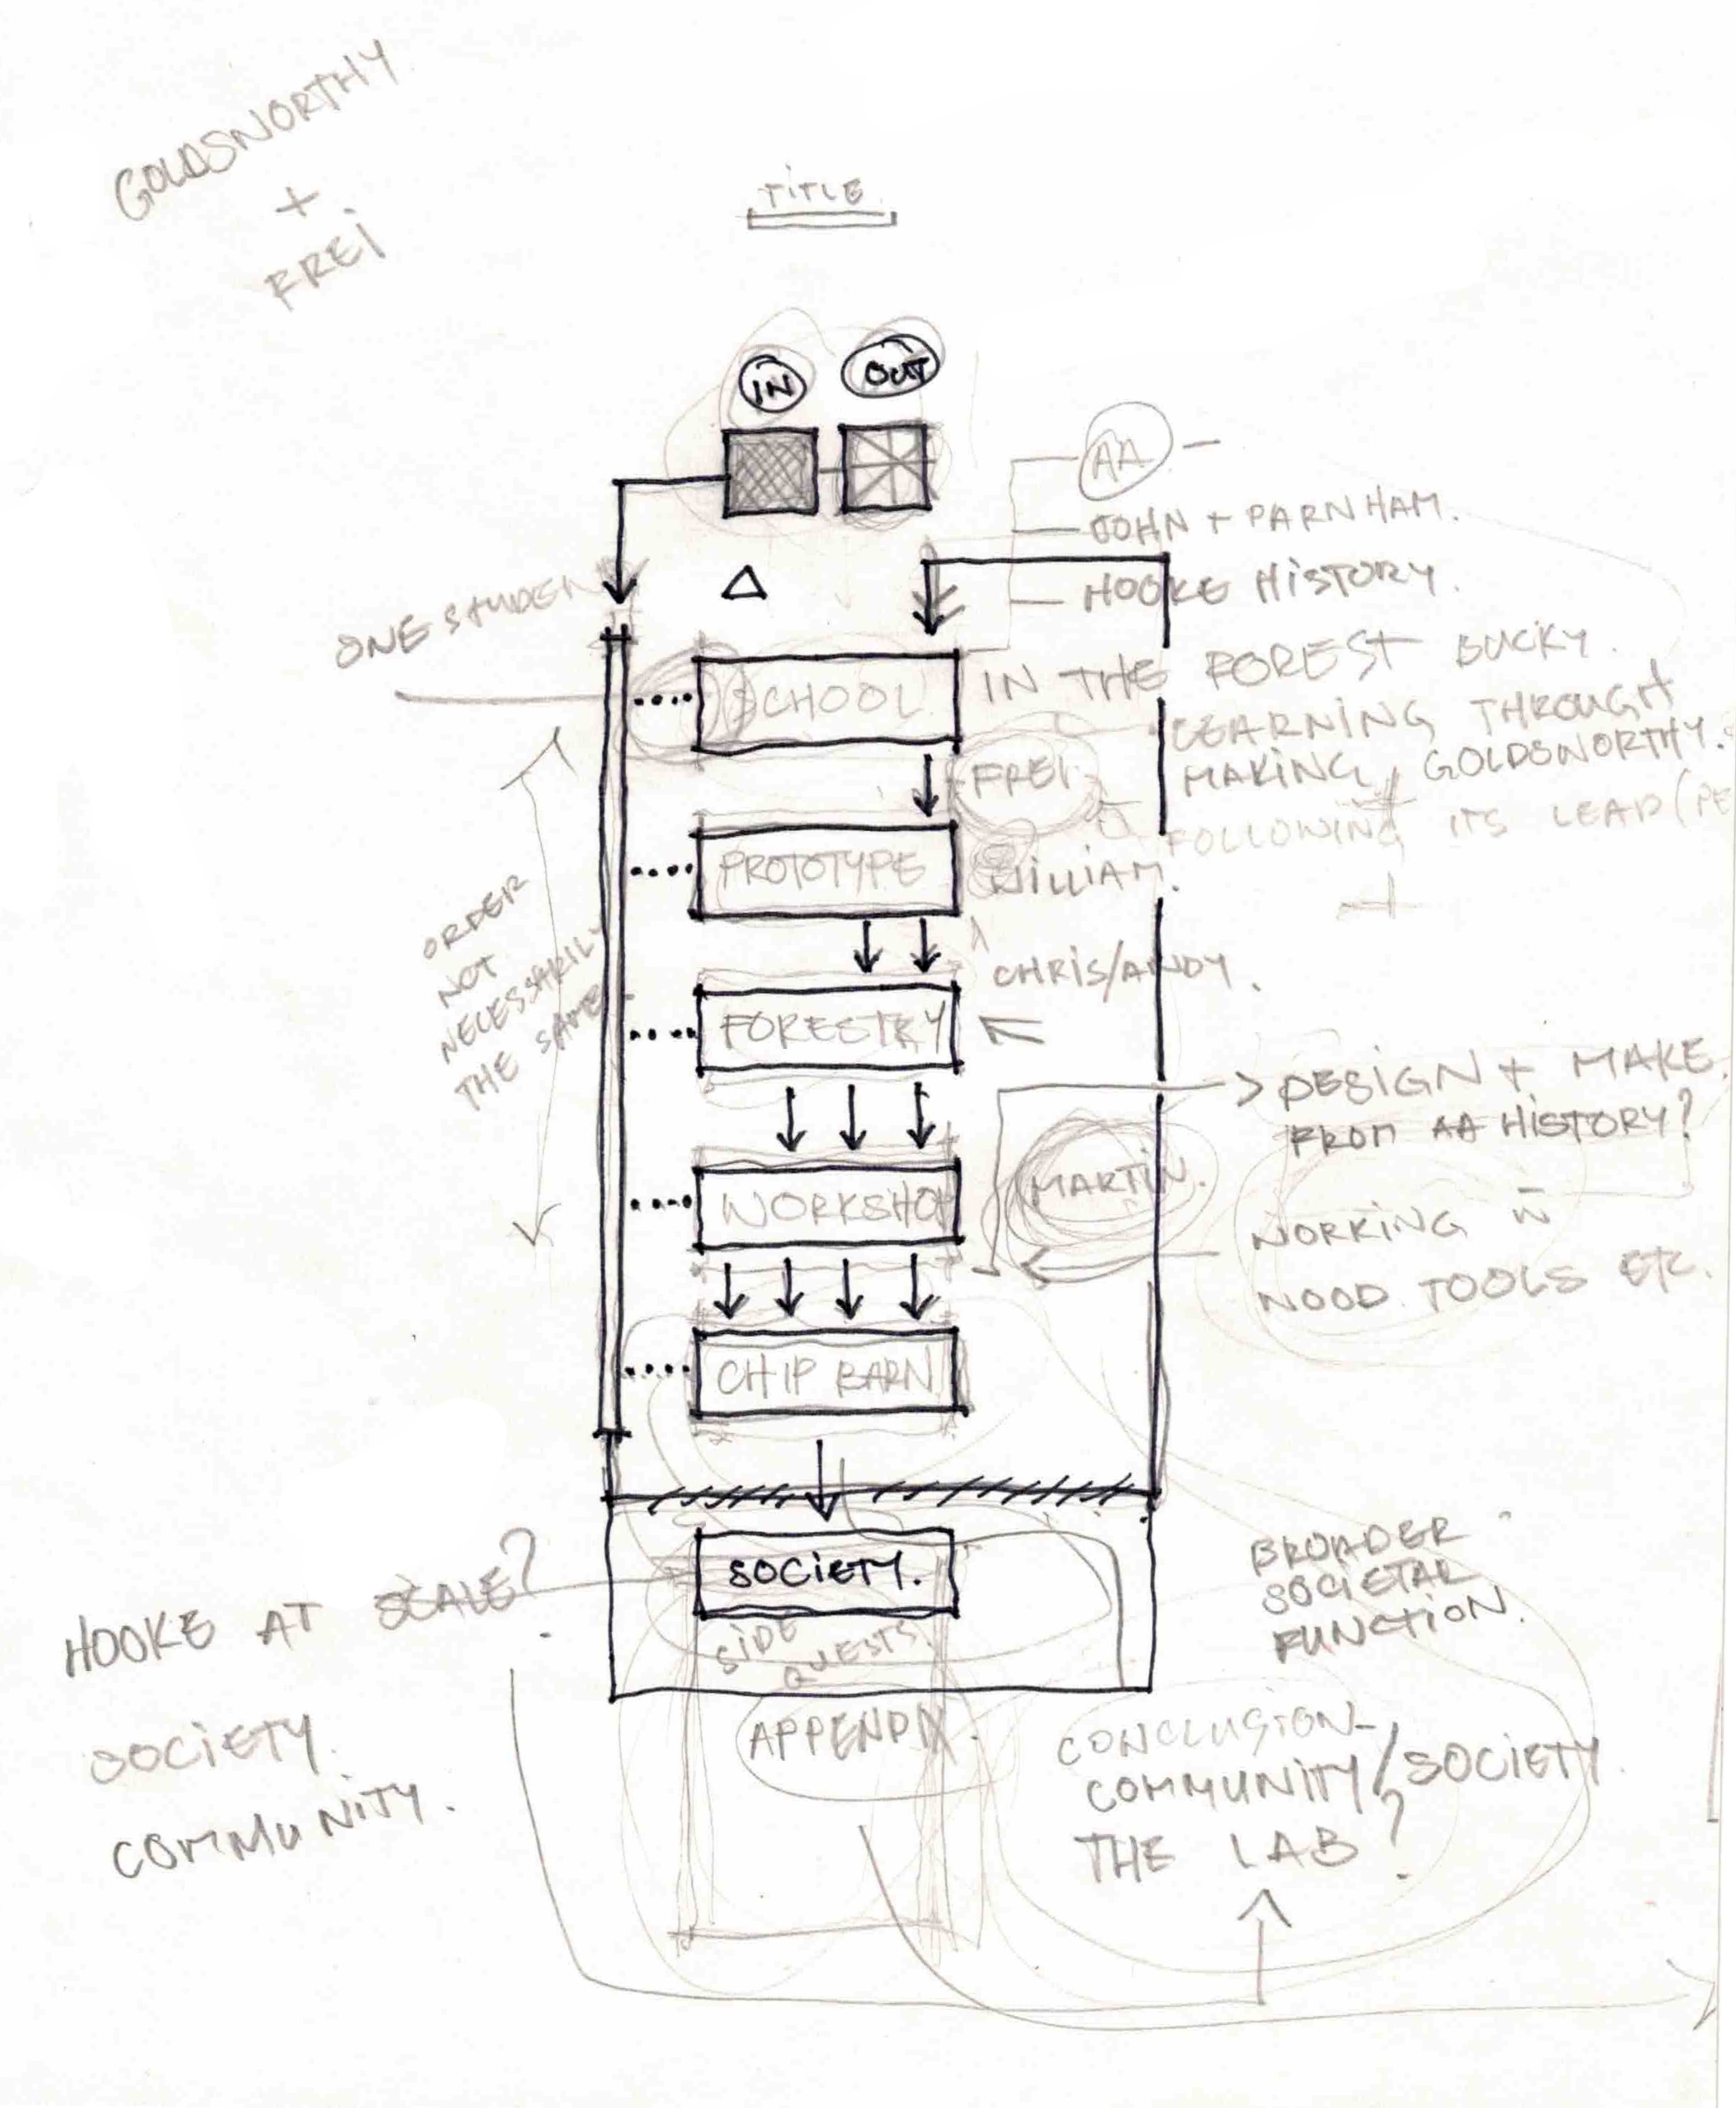 GOLDSWORTHY
+
FREI
TITLE
IN
OUT
AA
JOHN + PARNHAM.
HOOKE HISTORY.
ONE STUDENT
SCHOOL
IN THE FOREST BUCKY.
LEARNING THROUGH
MAKING, GOLDSWORTHY.
FOLLOWING ITS LEAD (PE
FREI
PROTOTYPE
WILLIAM.
ORDER
NOT
NECESSARILY
THE SAME
CHRIS/ANDY.
FORESTRY
DESIGN + MAKE
FROM AA HISTORY?
MARTIN.
WORKSHOP
WORKING W
WOOD TOOLS ETC.
CHIP BARN
HOOKE AT SCALE?
SOCIETY.
BROADER
SOCIETAL
FUNCTION.
SIDE
QUESTS.
SOCIETY.
COMMUNITY.
APPENDIX.
CONCLUSION-
COMMUNITY/SOCIETY.
THE LAB?